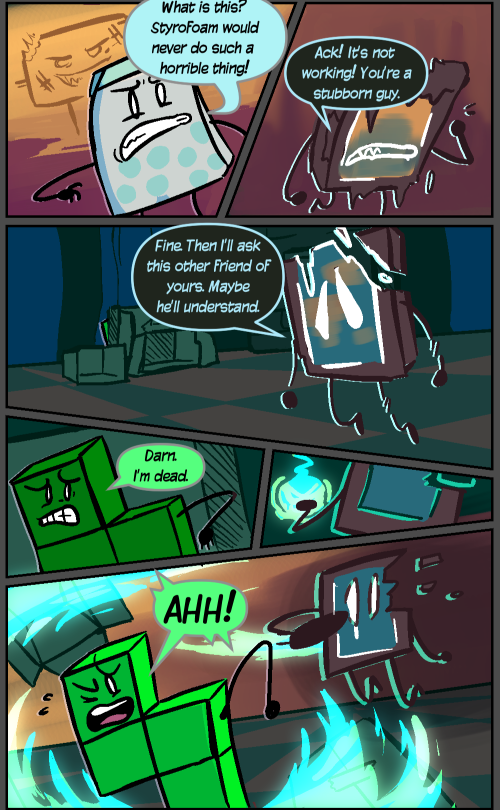 What is this?
StyroFoam would
never do such a
horrible thing!
Ack! It's not
working! You're a
stubborn guy.
Fine. Then I'll ask
this other Friend oF
yours. Maybe
he'll understand.
Darn.
I'm dead.
AHH!